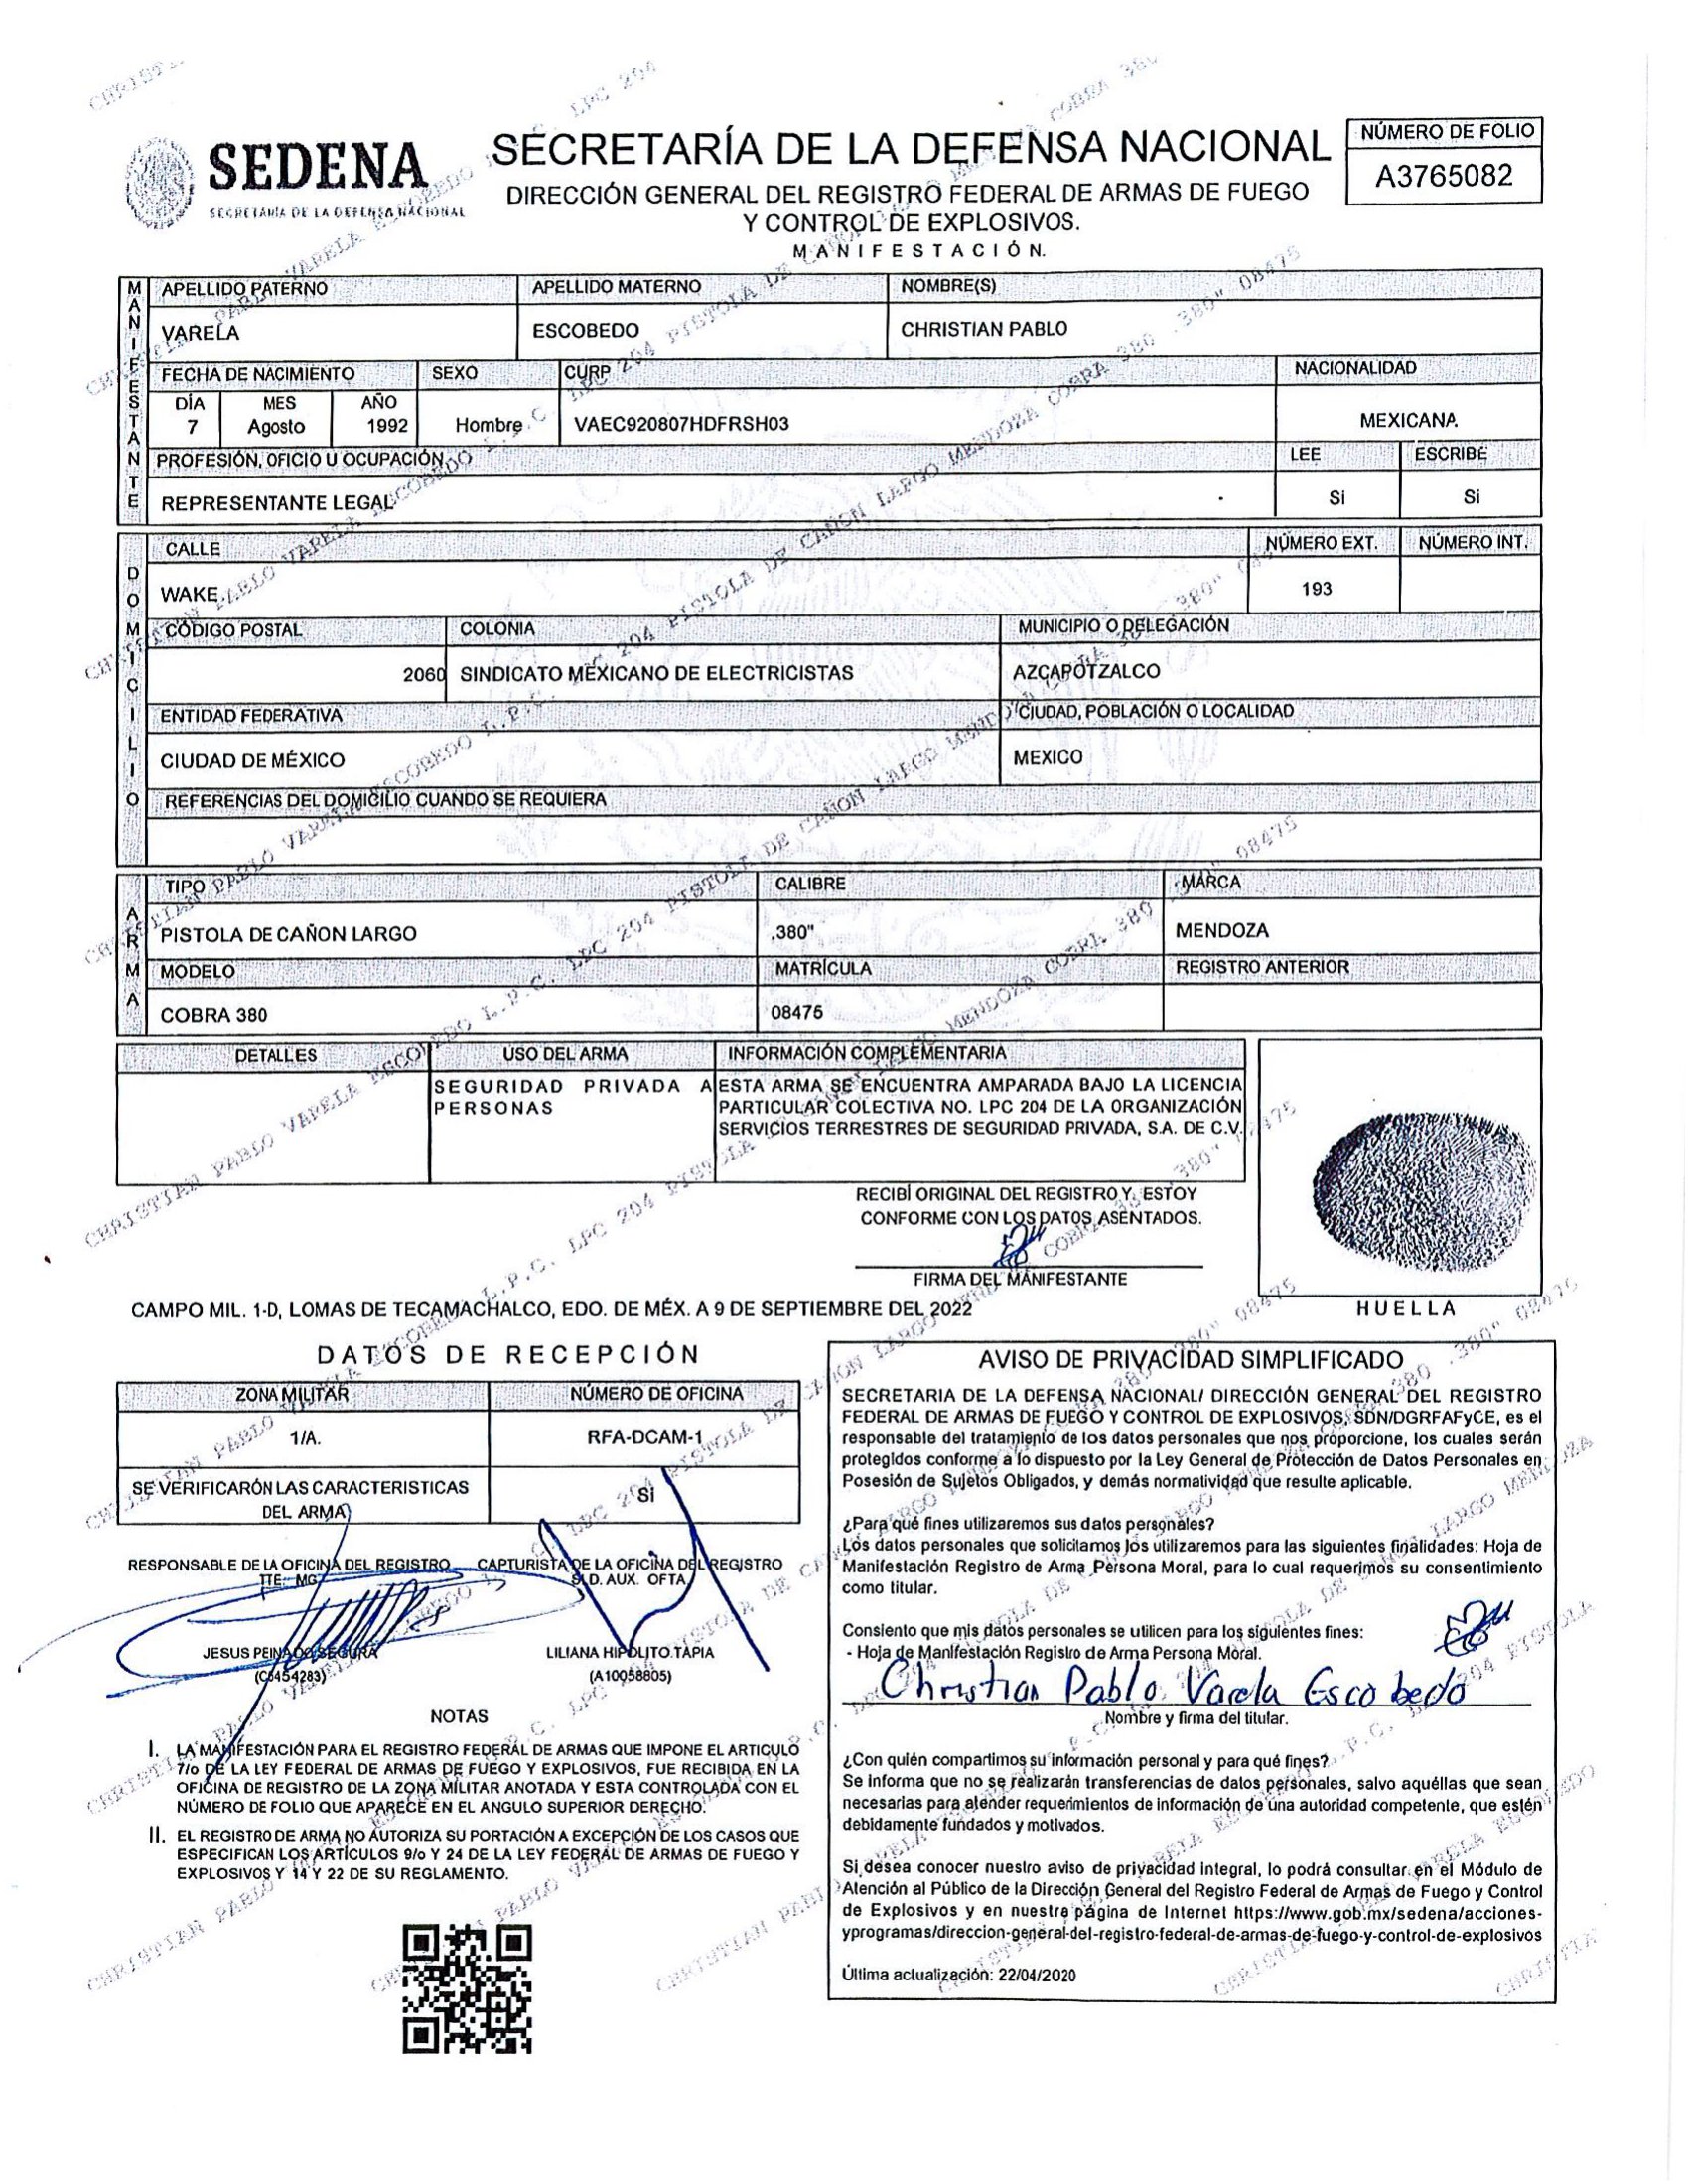 SEDENA
SECRETARÍA DE LA DEFENSA NACIONAL
SECRETARÍA DE LA DEFENSA NACIONAL
DIRECCIÓN GENERAL DEL REGISTRO FEDERAL DE ARMAS DE FUEGO
Y CONTROL DE EXPLOSIVOS.
MANIFESTACIÓN.
NÚMERO DE FOLIO
A3765082
MANIFESTANTE
APELLIDO PATERNO APELLIDO MATERNO NOMBRE(S)
VARELA ESCOBEDO CHRISTIAN PABLO
FECHA DE NACIMIENTO SEXO CURP NACIONALIDAD
DÍA MES AÑO
7 Agosto 1992 Hombre VAEC920807HDFRSH03 MEXICANA
PROFESIÓN, OFICIO U OCUPACIÓN LEE ESCRIBE
REPRESENTANTE LEGAL Si Si
DOMICILIO
CALLE NÚMERO EXT. NÚMERO INT.
WAKE 193
CÓDIGO POSTAL COLONIA MUNICIPIO O DELEGACIÓN
2060 SINDICATO MEXICANO DE ELECTRICISTAS AZCAPOTZALCO
ENTIDAD FEDERATIVA CIUDAD, POBLACIÓN O LOCALIDAD
CIUDAD DE MÉXICO MEXICO
REFERENCIAS DEL DOMICILIO CUANDO SE REQUIERA
ARMA
TIPO CALIBRE MARCA
PISTOLA DE CAÑON LARGO .380" MENDOZA
MODELO MATRÍCULA REGISTRO ANTERIOR
COBRA 380 08475
DETALLES USO DEL ARMA INFORMACIÓN COMPLEMENTARIA
SEGURIDAD PRIVADA A PERSONAS
ESTA ARMA SE ENCUENTRA AMPARADA BAJO LA LICENCIA
PARTICULAR COLECTIVA NO. LPC 204 DE LA ORGANIZACIÓN
SERVICIOS TERRESTRES DE SEGURIDAD PRIVADA, S.A. DE C.V.
RECIBÍ ORIGINAL DEL REGISTRO Y ESTOY
CONFORME CON LOS DATOS ASENTADOS.
FIRMA DEL MANIFESTANTE
HUELLA
CAMPO MIL. 1-D, LOMAS DE TECAMACHALCO, EDO. DE MÉX. A 9 DE SEPTIEMBRE DEL 2022
DATOS DE RECEPCIÓN
ZONA MILITAR NÚMERO DE OFICINA
1/A. RFA-DCAM-1
SE VERIFICARÓN LAS CARACTERISTICAS
DEL ARMA
SI
RESPONSABLE DE LA OFICINA DEL REGISTRO CAPTURISTA DE LA OFICINA DEL REGISTRO
TTE. MG. SLD. AUX. OFTA.
JESUS PEINADO SEGURA LILIANA HIPOLITO TAPIA
(C6454283) (A10058805)
NOTAS
I. LA MANIFESTACIÓN PARA EL REGISTRO FEDERAL DE ARMAS QUE IMPONE EL ARTICULO
7/o DE LA LEY FEDERAL DE ARMAS DE FUEGO Y EXPLOSIVOS, FUE RECIBIDA EN LA
OFICINA DE REGISTRO DE LA ZONA MILITAR ANOTADA Y ESTA CONTROLADA CON EL
NÚMERO DE FOLIO QUE APARECE EN EL ANGULO SUPERIOR DERECHO.
II. EL REGISTRO DE ARMA NO AUTORIZA SU PORTACIÓN A EXCEPCIÓN DE LOS CASOS QUE
ESPECIFICAN LOS ARTÍCULOS 9/o Y 24 DE LA LEY FEDERAL DE ARMAS DE FUEGO Y
EXPLOSIVOS Y 14 Y 22 DE SU REGLAMENTO.
AVISO DE PRIVACIDAD SIMPLIFICADO
SECRETARIA DE LA DEFENSA NACIONAL/ DIRECCIÓN GENERAL DEL REGISTRO
FEDERAL DE ARMAS DE FUEGO Y CONTROL DE EXPLOSIVOS, SDN/DGRFAFyCE, es el
responsable del tratamiento de los datos personales que nos proporcione, los cuales serán
protegidos conforme a lo dispuesto por la Ley General de Protección de Datos Personales en
Posesión de Sujetos Obligados, y demás normatividad que resulte aplicable.
¿Para qué fines utilizaremos sus datos personales?
Los datos personales que solicitamos los utilizaremos para las siguientes finalidades: Hoja de
Manifestación Registro de Arma Persona Moral, para lo cual requerimos su consentimiento
como titular.
Consiento que mis datos personales se utilicen para los siguientes fines:
- Hoja de Manifestación Registro de Arma Persona Moral.
Christian Pablo Varela Escobedo
Nombre y firma del titular.
¿Con quién compartimos su información personal y para qué fines?
Se informa que no se realizarán transferencias de datos personales, salvo aquéllas que sean
necesarias para atender requerimientos de información de una autoridad competente, que estén
debidamente fundados y motivados.
Si desea conocer nuestro aviso de privacidad integral, lo podrá consultar en el Módulo de
Atención al Público de la Dirección General del Registro Federal de Armas de Fuego y Control
de Explosivos y en nuestra página de Internet https://www.gob.mx/sedena/acciones-
yprogramas/direccion-general-del-registro-federal-de-armas-de-fuego-y-control-de-explosivos
Última actualización: 22/04/2020